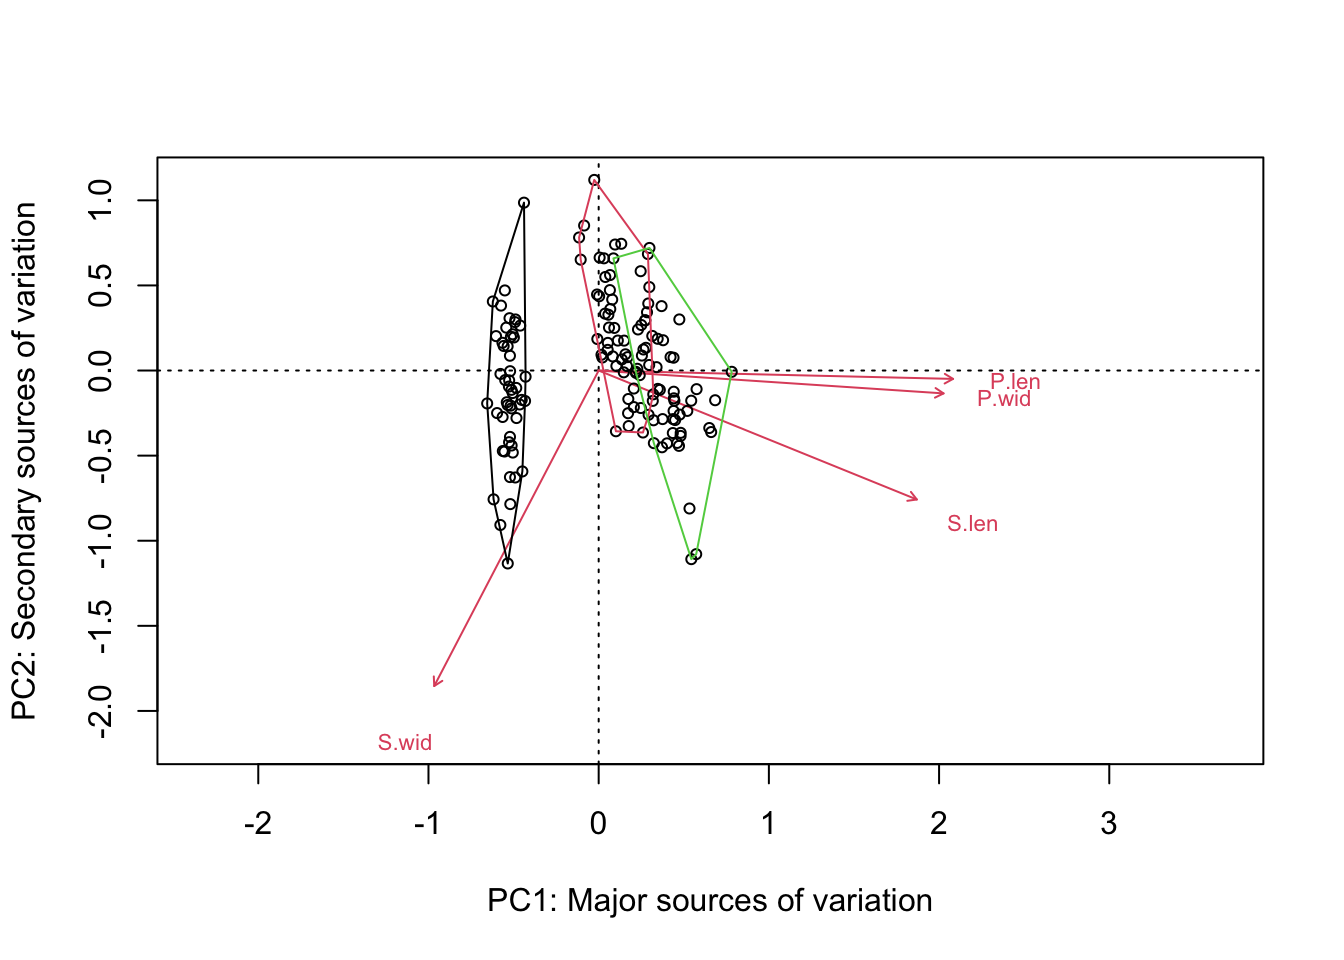 PC2: Secondary sources of variation
1.0
0.5
0.0
-0.5
-1.0
-1.5
-2.0
P.len
P.wid
S.len
S.wid
-2 -1 0 1 2 3
PC1: Major sources of variation